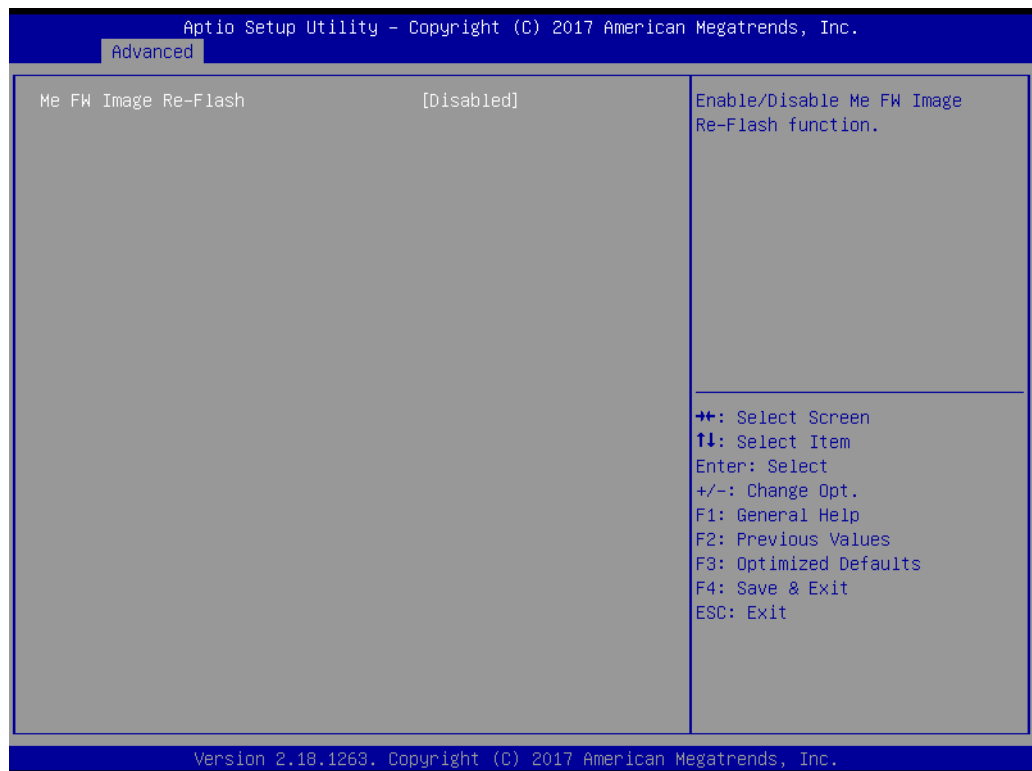 Aptio Setup Utility – Copyright (C) 2017 American Megatrends, Inc.
Advanced
Me FW Image Re-Flash [Disabled]
Enable/Disable Me FW Image
Re-Flash function.
→←: Select Screen
↑↓: Select Item
Enter: Select
+/-: Change Opt.
F1: General Help
F2: Previous Values
F3: Optimized Defaults
F4: Save & Exit
ESC: Exit
Version 2.18.1263. Copyright (C) 2017 American Megatrends, Inc.